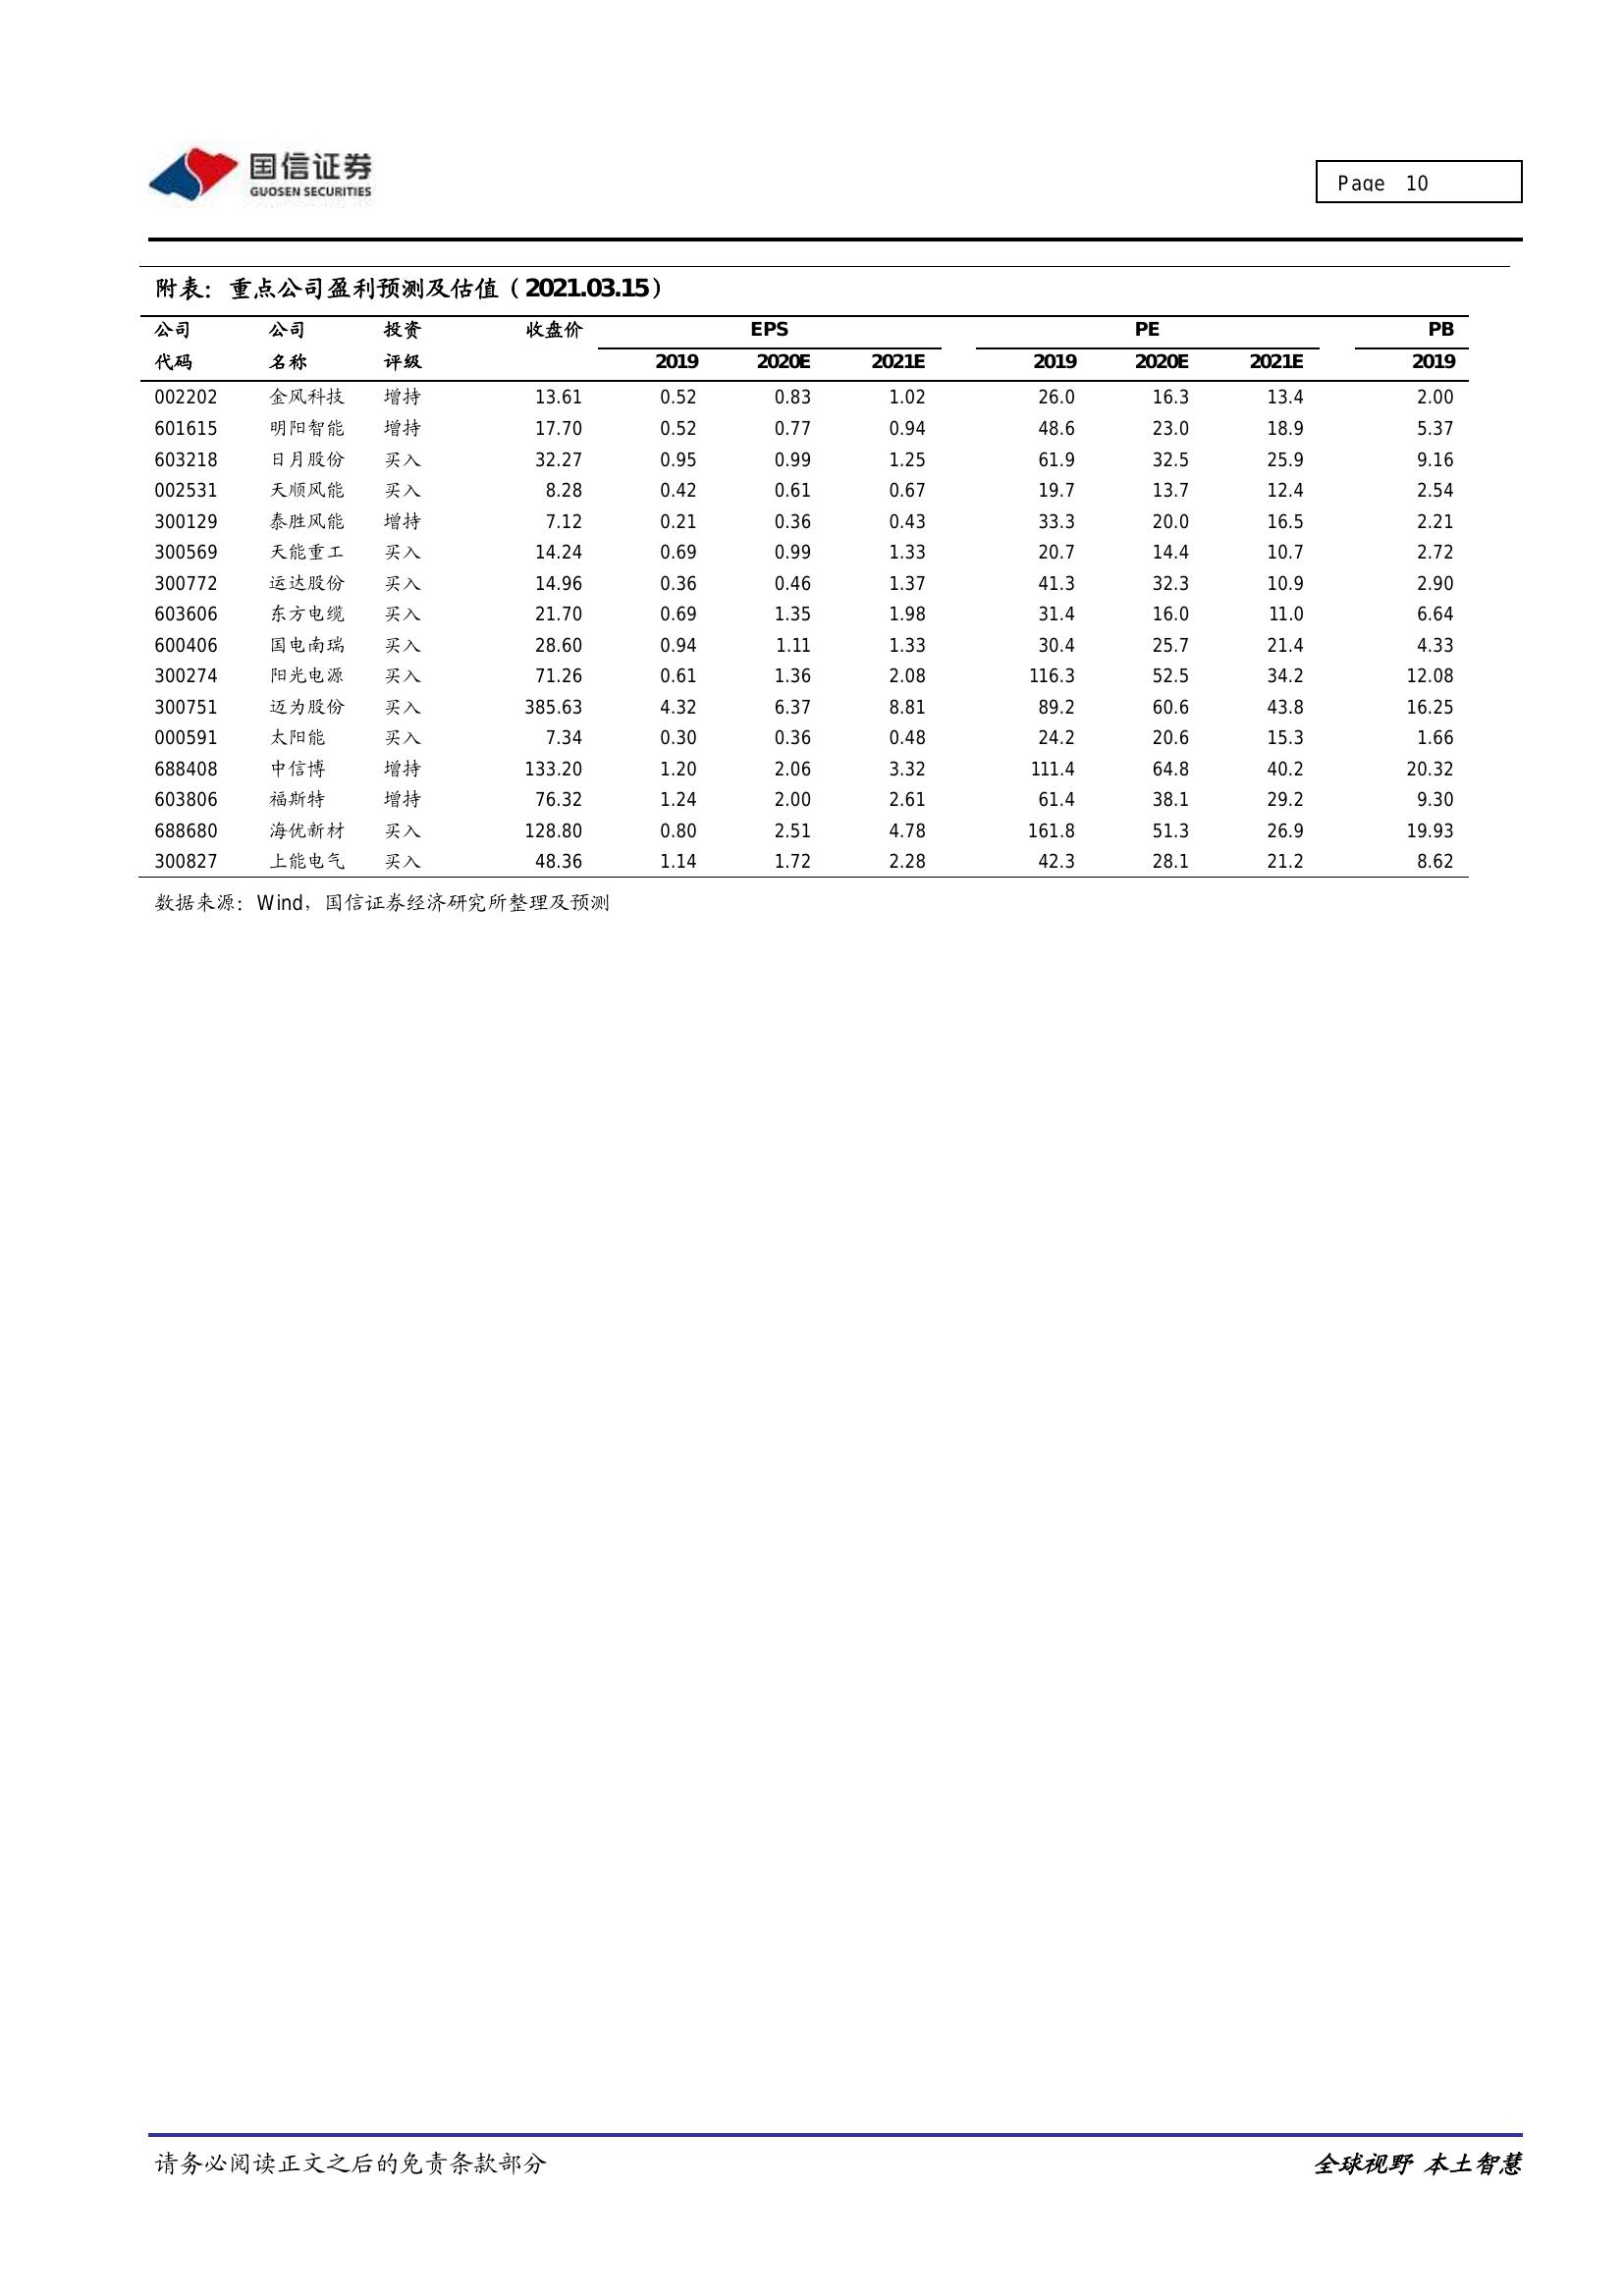 国信证券
GUOSEN SECURITIES
Page 10
附表：重点公司盈利预测及估值（2021.03.15）
公司 公司 投资 收盘价 EPS PE PB
代码 名称 评级 2019 2020E 2021E 2019 2020E 2021E 2019
002202 金风科技 增持 13.61 0.52 0.83 1.02 26.0 16.3 13.4 2.00
601615 明阳智能 增持 17.70 0.52 0.77 0.94 48.6 23.0 18.9 5.37
603218 日月股份 买入 32.27 0.95 0.99 1.25 61.9 32.5 25.9 9.16
002531 天顺风能 买入 8.28 0.42 0.61 0.67 19.7 13.7 12.4 2.54
300129 泰胜风能 增持 7.12 0.21 0.36 0.43 33.3 20.0 16.5 2.21
300569 天能重工 买入 14.24 0.69 0.99 1.33 20.7 14.4 10.7 2.72
300772 运达股份 买入 14.96 0.36 0.46 1.37 41.3 32.3 10.9 2.90
603606 东方电缆 买入 21.70 0.69 1.35 1.98 31.4 16.0 11.0 6.64
600406 国电南瑞 买入 28.60 0.94 1.11 1.33 30.4 25.7 21.4 4.33
300274 阳光电源 买入 71.26 0.61 1.36 2.08 116.3 52.5 34.2 12.08
300751 迈为股份 买入 385.63 4.32 6.37 8.81 89.2 60.6 43.8 16.25
000591 太阳能 买入 7.34 0.30 0.36 0.48 24.2 20.6 15.3 1.66
688408 中信博 增持 133.20 1.20 2.06 3.32 111.4 64.8 40.2 20.32
603806 福斯特 增持 76.32 1.24 2.00 2.61 61.4 38.1 29.2 9.30
688680 海优新材 买入 128.80 0.80 2.51 4.78 161.8 51.3 26.9 19.93
300827 上能电气 买入 48.36 1.14 1.72 2.28 42.3 28.1 21.2 8.62
数据来源：Wind，国信证券经济研究所整理及预测
请务必阅读正文之后的免责条款部分 全球视野 本土智慧